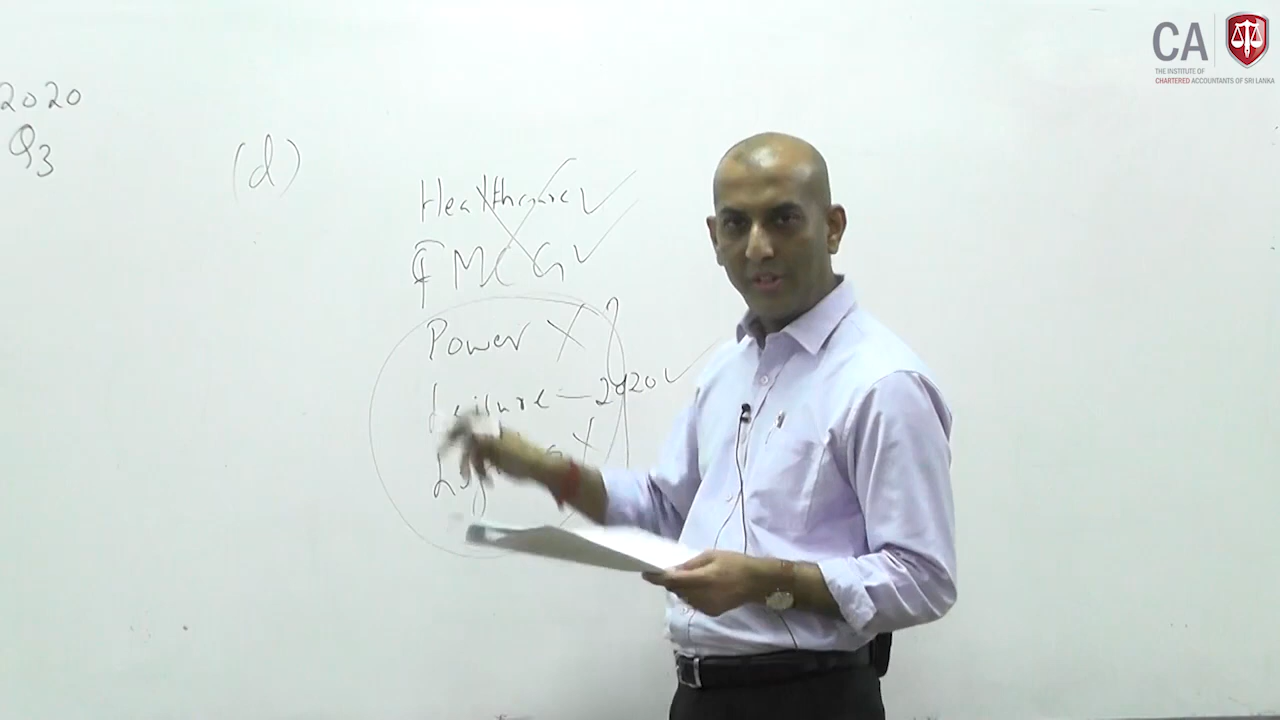 CA
THE INSTITUTE OF
CHARTERED ACCOUNTANTS OF SRI LANKA
2020
Q3
(d)
Healthcare ✓
FMCG ✓
Power X ?
Leisure - 2020 ✓
X